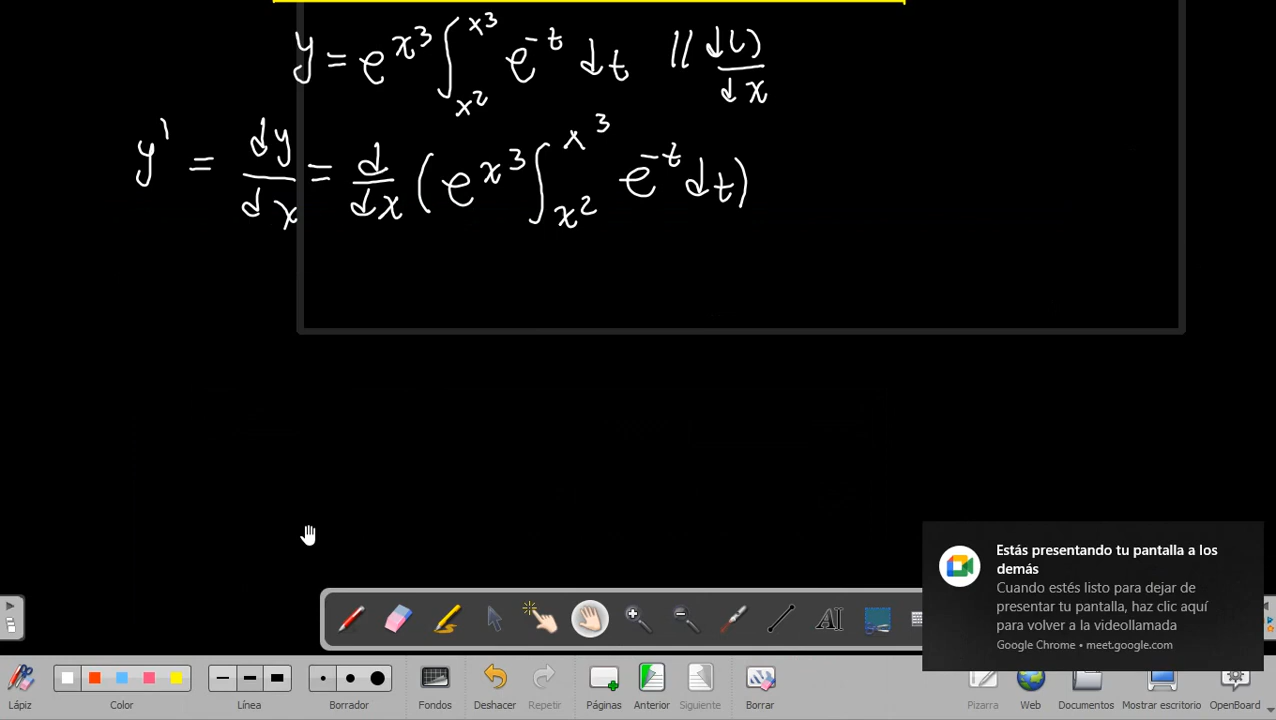 y = e^{x^3} ∫_{x^2}^{x^3} e^{-t} dt // d()/dx
y' = dy/dx = d/dx (e^{x^3} ∫_{x^2}^{x^3} e^{-t} dt)
Estás presentando tu pantalla a los
demás
Cuando estés listo para dejar de
presentar tu pantalla, haz clic aquí
para volver a la videollamada
Google Chrome • meet.google.com
AI
Lápiz Color Línea Borrador Fondos Deshacer Repetir Páginas Anterior Siguiente Borrar Pizarra Web Documentos Mostrar escritorio OpenBoard